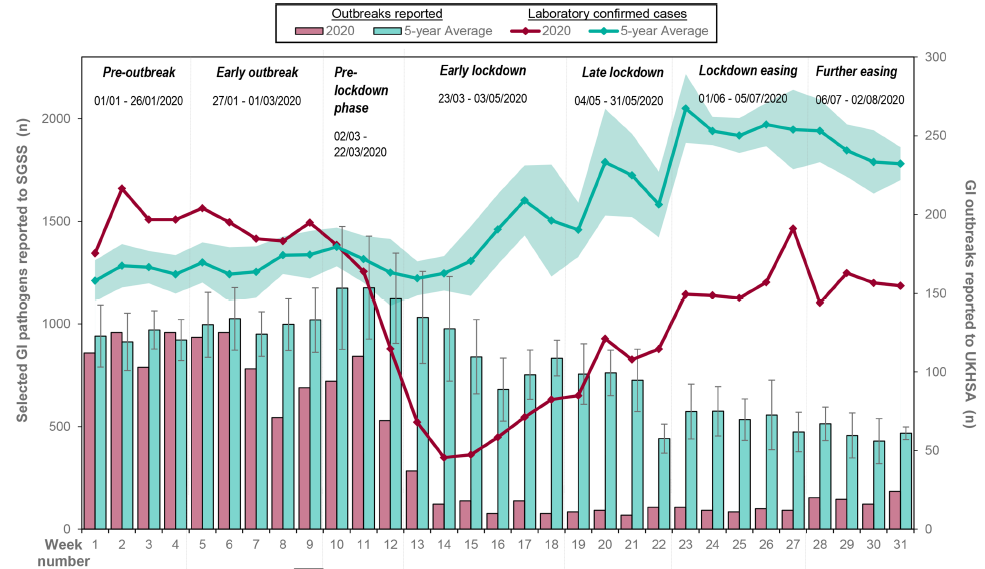 Outbreaks reported
Laboratory confirmed cases
2020
5-year Average
2020
5-year Average
Selected GI pathogens reported to SGSS (n)
2000
1500
1000
500
0
Pre-outbreak
01/01 - 26/01/2020
Early outbreak
27/01 - 01/03/2020
Pre-
lockdown
phase
02/03 -
22/03/2020
Early lockdown
23/03 - 03/05/2020
Late lockdown
04/05 - 31/05/2020
Lockdown easing
01/06 - 05/07/2020
Further easing
06/07 - 02/08/2020
300
250
200
150
100
50
0
GI outbreaks reported to UKHSA (n)
Week
number
1 2 3 4 5 6 7 8 9 10 11 12 13 14 15 16 17 18 19 20 21 22 23 24 25 26 27 28 29 30 31